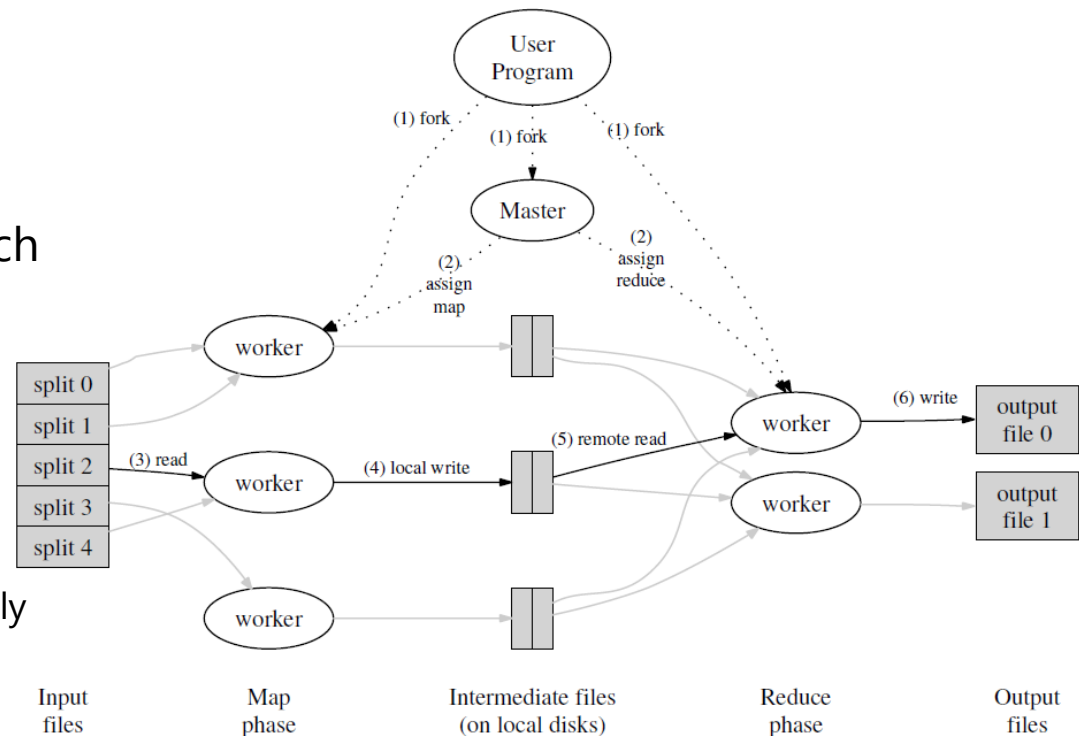 User
Program
(1) fork
(1) fork
(1) fork
Master
ch
(2)
assign
map
(2)
assign
reduce
worker
split 0
split 1
split 2
split 3
split 4
(3) read
worker
(4) local write
(5) remote read
worker
(6) write
output
file 0
worker
output
file 1
ly
worker
Input
files
Map
phase
Intermediate files
(on local disks)
Reduce
phase
Output
files